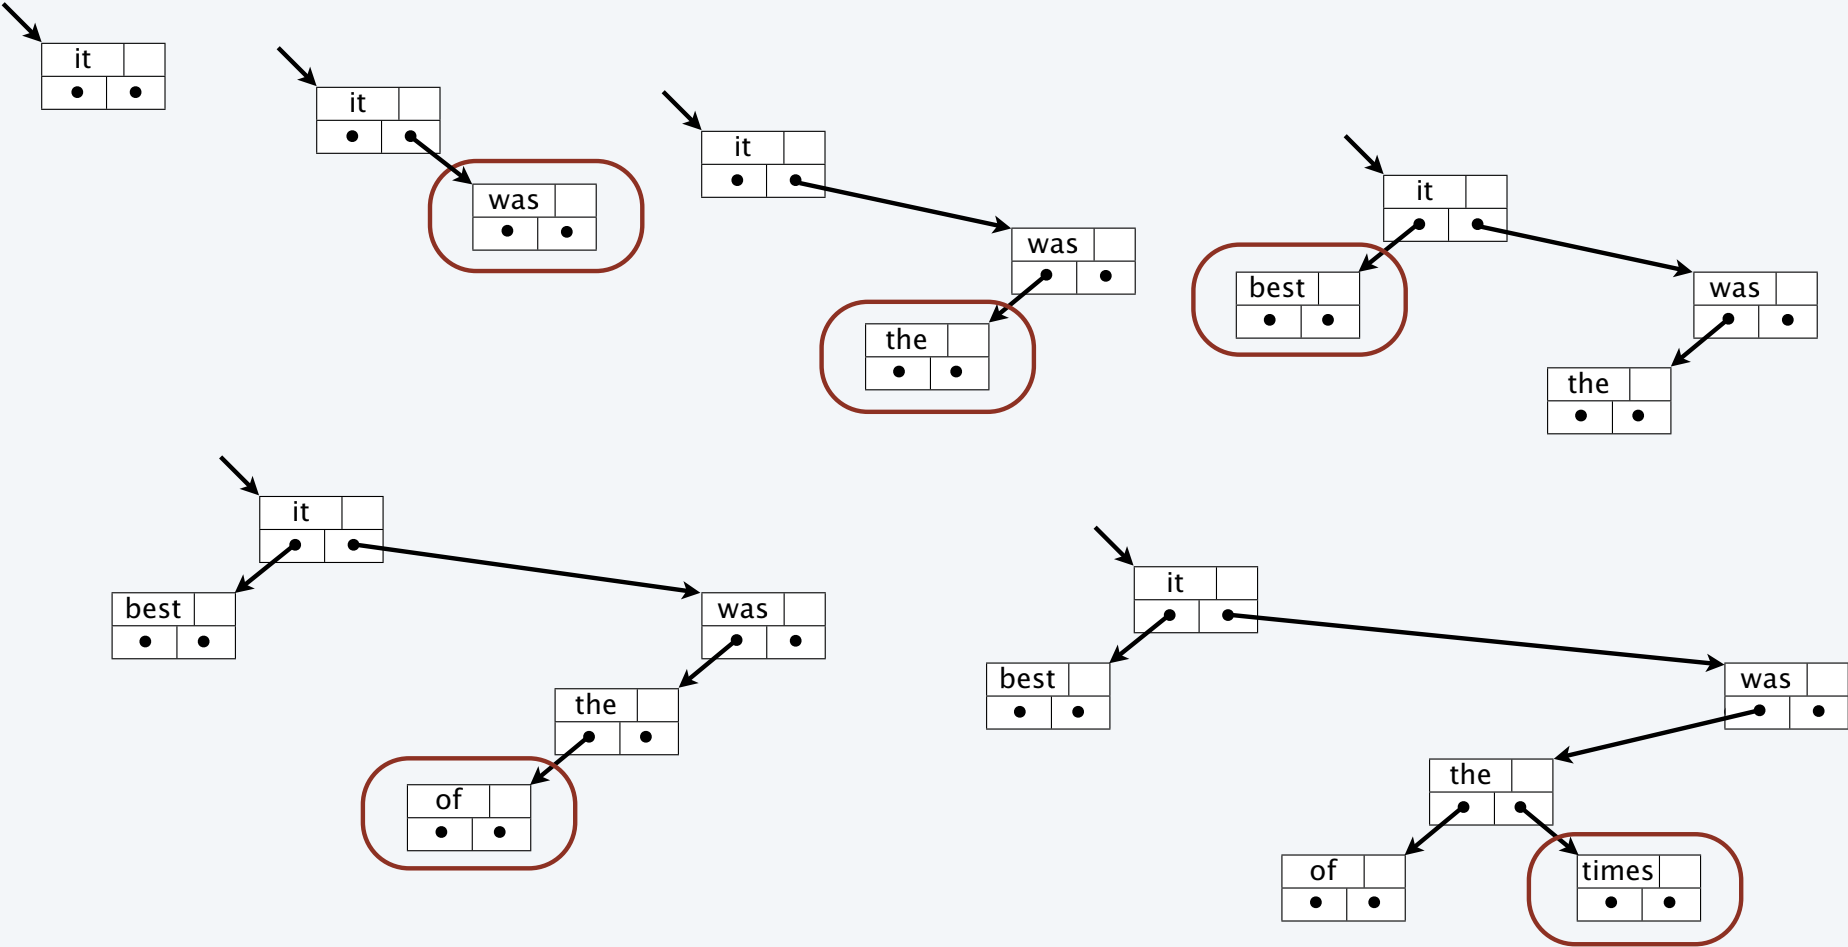 it
it
was
it
was
the
it
best
was
the
it
best
was
the
of
it
best
was
the
of
times